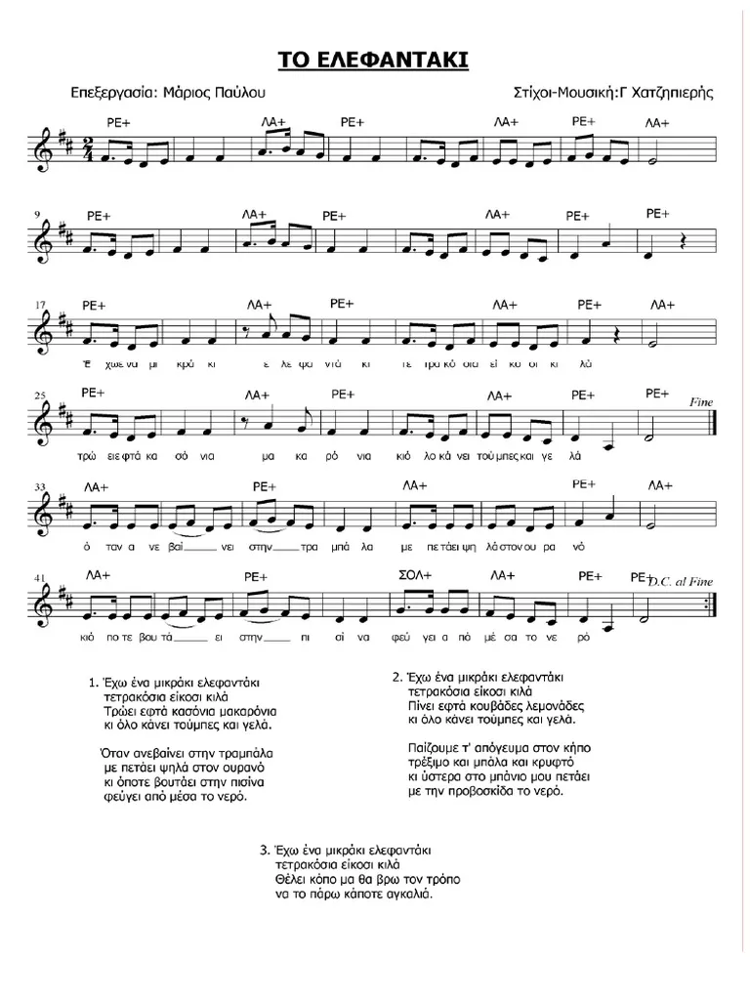 ΤΟ ΕΛΕΦΑΝΤΑΚΙ
Επεξεργασία: Μάριος Παύλου Στίχοι-Μουσική:Γ Χατζηπιερής
ΡΕ+ ΛΑ+ ΡΕ+ ΛΑ+ ΡΕ+ ΛΑ+
2
4
9 ΡΕ+ ΛΑ+ ΡΕ+ ΛΑ+ ΡΕ+ ΡΕ+
17 ΡΕ+ ΛΑ+ ΡΕ+ ΛΑ+ ΡΕ+ ΛΑ+
Έ χω ε να μι κρά κι ε λε φα ντά κι τε τρα κό σια εί κο σι κι λά
25 ΡΕ+ ΛΑ+ ΡΕ+ ΛΑ+ ΡΕ+ ΡΕ+ Fine
τρώ ει ε φτά κα σό νια μα κα ρό νια κιό λο κά νει τού μπες και γε λά
33 ΛΑ+ ΡΕ+ ΛΑ+ ΡΕ+ ΛΑ+
ό ταν α νε βαί νει στην τρα μπά λα με πε τάει ψη λά στον ου ρα νό
41 ΛΑ+ ΡΕ+ ΣΟΛ+ ΛΑ+ ΡΕ+ ΡΕ+ D.C. al Fine
κιό πο τε βου τά ει στην πι σί να φεύ γει α πό μέ σα το νε ρό
1. Έχω ένα μικράκι ελεφαντάκι
τετρακόσια είκοσι κιλά
Τρώει εφτά κασόνια μακαρόνια
κι όλο κάνει τούμπες και γελά.
Όταν ανεβαίνει στην τραμπάλα
με πετάει ψηλά στον ουρανό
κι όποτε βουτάει στην πισίνα
φεύγει από μέσα το νερό.
2. Έχω ένα μικράκι ελεφαντάκι
τετρακόσια είκοσι κιλά
Πίνει εφτά κουβάδες λεμονάδες
κι όλο κάνει τούμπες και γελά.
Παίζουμε τ' απόγευμα στον κήπο
τρέξιμο και μπάλα και κρυφτό
κι ύστερα στο μπάνιο μου πετάει
με την προβοσκίδα το νερό.
3. Έχω ένα μικράκι ελεφαντάκι
τετρακόσια είκοσι κιλά
Θέλει κόπο μα θα βρω τον τρόπο
να το πάρω κάποτε αγκαλιά.